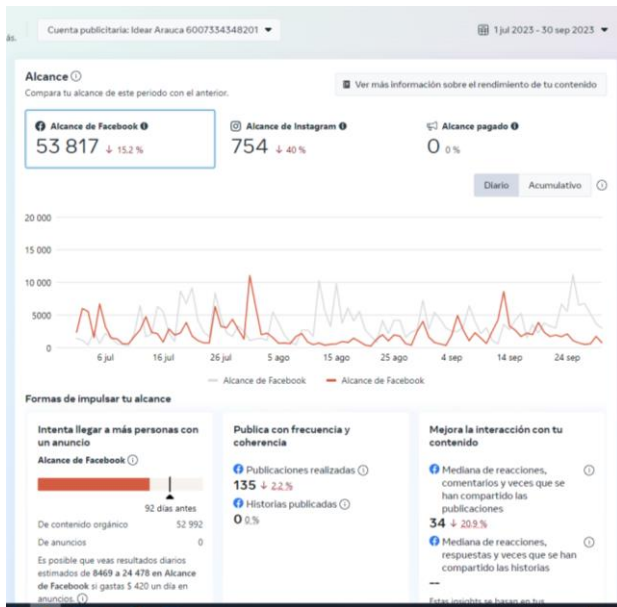 Cuenta publicitaria: Idear Arauca 6007334348201
1 jul 2023 - 30 sep 2023
ás.
Alcance
Compara tu alcance de este periodo con el anterior.
Ver más información sobre el rendimiento de tu contenido
Alcance de Facebook
53 817 ↓ 15,2 %
Alcance de Instagram
754 ↓ 40 %
Alcance pagado
0 0 %
Diario Acumulativo
20 000
15 000
10 000
5000
0
6 jul 16 jul 26 jul 5 ago 15 ago 25 ago 4 sep 14 sep 24 sep
Alcance de Facebook Alcance de Facebook
Formas de impulsar tu alcance
Intenta llegar a más personas con
un anuncio
Alcance de Facebook
92 días antes
De contenido orgánico 52 992
De anuncios 0
Es posible que veas resultados diarios
estimados de 8469 a 24 478 en Alcance
de Facebook si gastas $ 420 un día en
anuncios.
Publica con frecuencia y
coherencia
Publicaciones realizadas
135 ↓ 2,2 %
Historias publicadas
0 0 %
Mejora la interacción con tu
contenido
Mediana de reacciones,
comentarios y veces que se
han compartido las
publicaciones
34 ↓ 20,9 %
Mediana de reacciones,
respuestas y veces que se han
compartido las historias
--
Estas insights se basan en tus